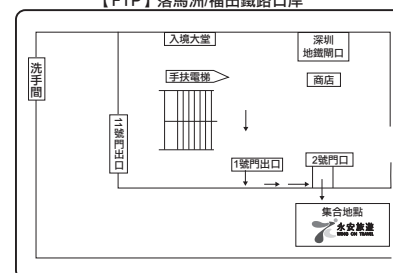 【FTP】落馬洲/福田鐵路口岸
入境大堂
深圳
地鐵閘口
洗手間
手扶電梯
商店
11號門出口
1號門出口
2號門口
集合地點
永安旅遊
WING ON TRAVEL